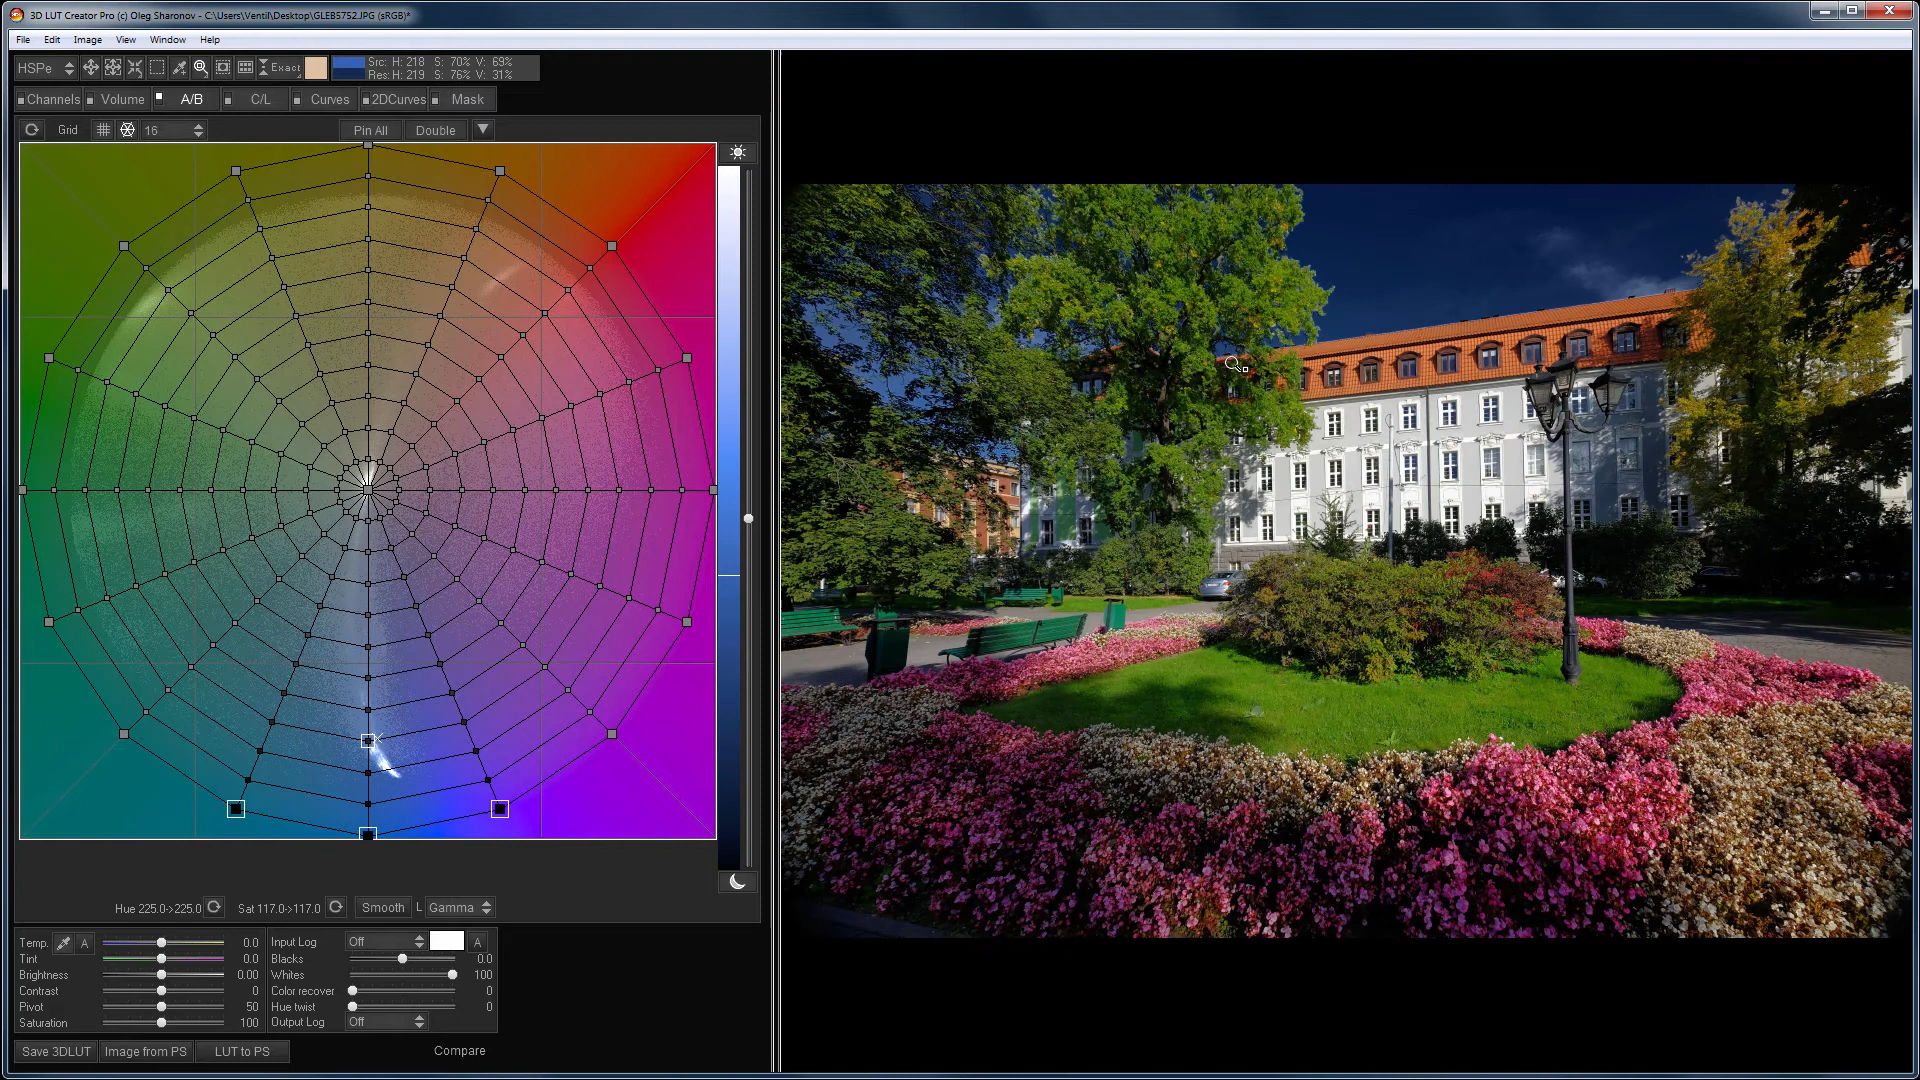 3D LUT Creator Pro (c) Oleg Sharonov - C:\Users\Ventil\Desktop\GLEB5752.JPG (sRGB)*
File Edit Image View Window Help
HSPe Exact Src: H: 218 S: 70% V: 69%
Res: H: 219 S: 76% V: 31%
Channels Volume A/B C/L Curves 2DCurves Mask
Grid 16 Pin All Double
Hue 225.0->225.0 Sat 117.0->117.0 Smooth L Gamma
Temp. A 0.0 Input Log Off A
Tint 0.0 Blacks 0.0
Brightness 0.00 Whites 100
Contrast 0 Color recover 0
Pivot 50 Hue twist 0
Saturation 100 Output Log Off
Save 3DLUT Image from PS LUT to PS Compare